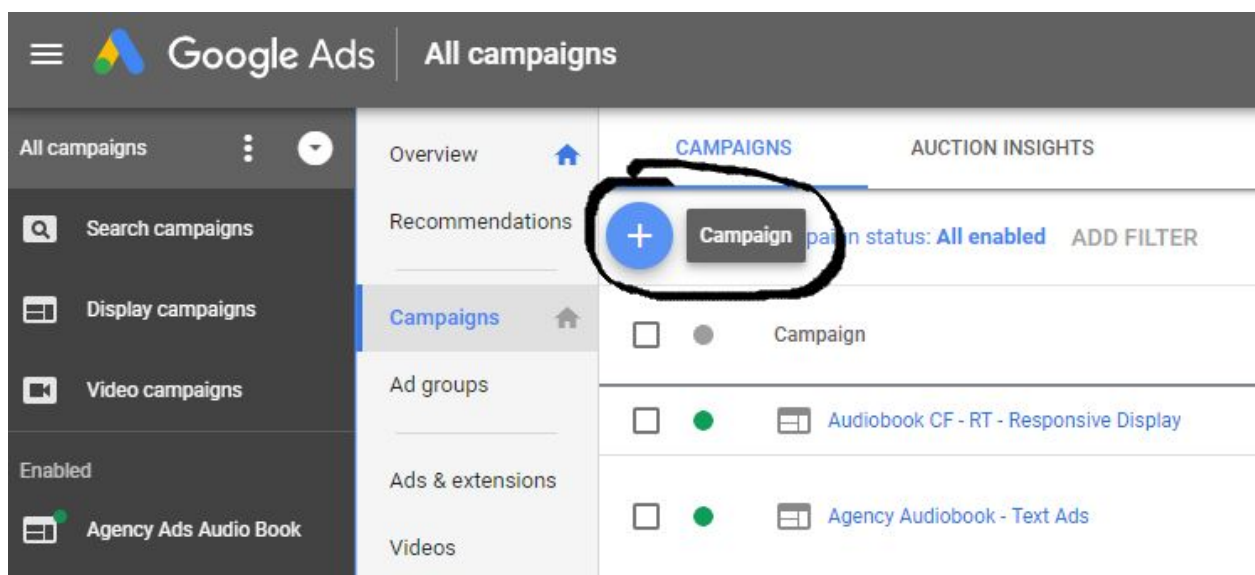 Google Ads
All campaigns
All campaigns
Search campaigns
Display campaigns
Video campaigns
Enabled
Agency Ads Audio Book
Overview
Recommendations
Campaigns
Ad groups
Ads & extensions
Videos
CAMPAIGNS
AUCTION INSIGHTS
+ Campaign status: All enabled ADD FILTER
Campaign
Audiobook CF - RT - Responsive Display
Agency Audiobook - Text Ads